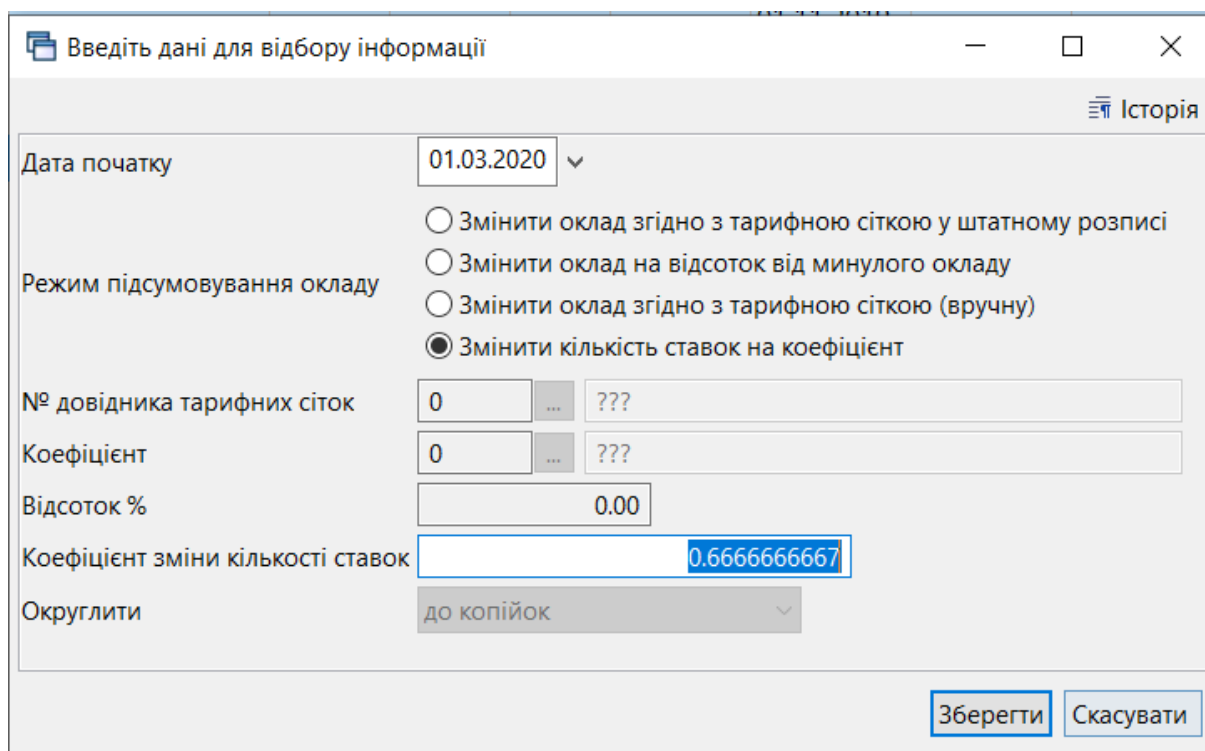 Введіть дані для відбору інформації
Історія
Дата початку 01.03.2020
Режим підсумовування окладу
Змінити оклад згідно з тарифною сіткою у штатному розписі
Змінити оклад на відсоток від минулого окладу
Змінити оклад згідно з тарифною сіткою (вручну)
Змінити кількість ставок на коефіцієнт
№ довідника тарифних сіток 0 ... ???
Коефіцієнт 0 ... ???
Відсоток % 0.00
Коефіцієнт зміни кількості ставок 0.6666666667
Округлити до копійок
Зберегти Скасувати